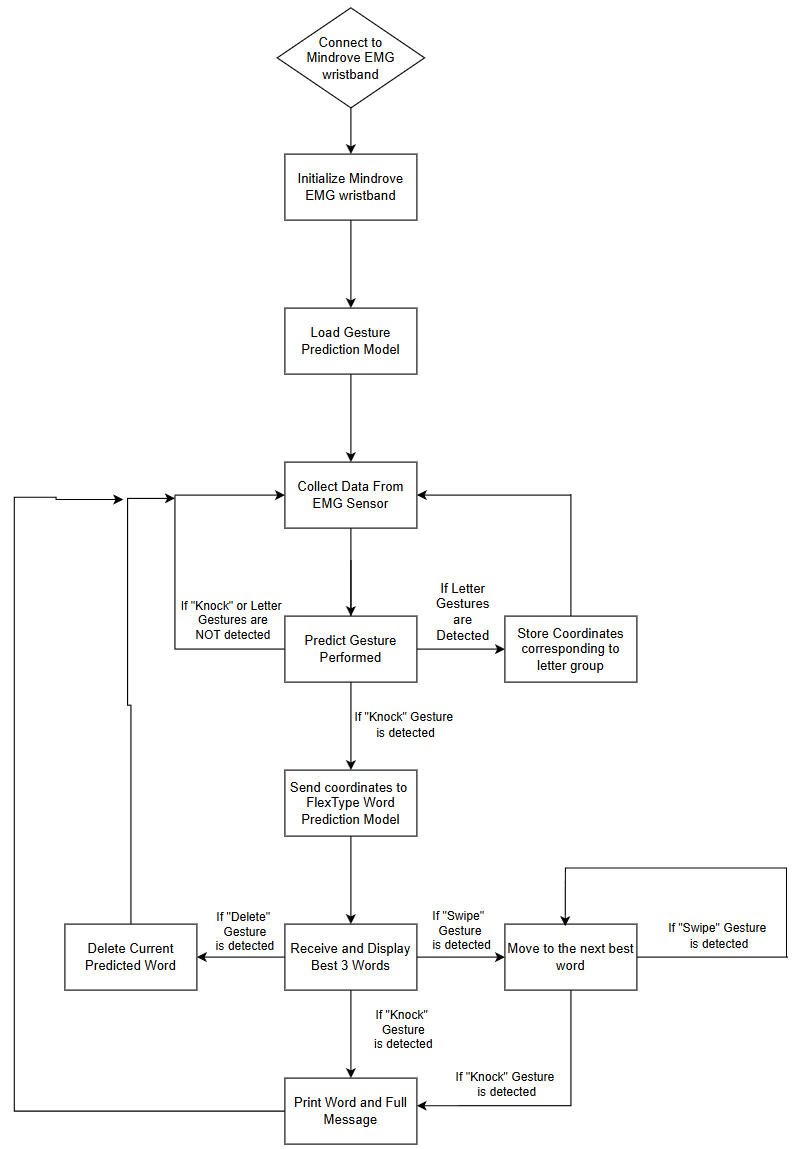 Connect to
Mindrove EMG
wristband
Initialize Mindrove
EMG wristband
Load Gesture
Prediction Model
Collect Data From
EMG Sensor
If "Knock" or Letter
Gestures are
NOT detected
If Letter
Gestures
are
Detected
Predict Gesture
Performed
Store Coordinates
corresponding to
letter group
If "Knock" Gesture
is detected
Send coordinates to
FlexType Word
Prediction Model
If "Delete"
Gesture
is detected
If "Swipe"
Gesture
is detected
If "Swipe" Gesture
is detected
Delete Current
Predicted Word
Receive and Display
Best 3 Words
Move to the next best
word
If "Knock"
Gesture
is detected
If "Knock" Gesture
is detected
Print Word and Full
Message